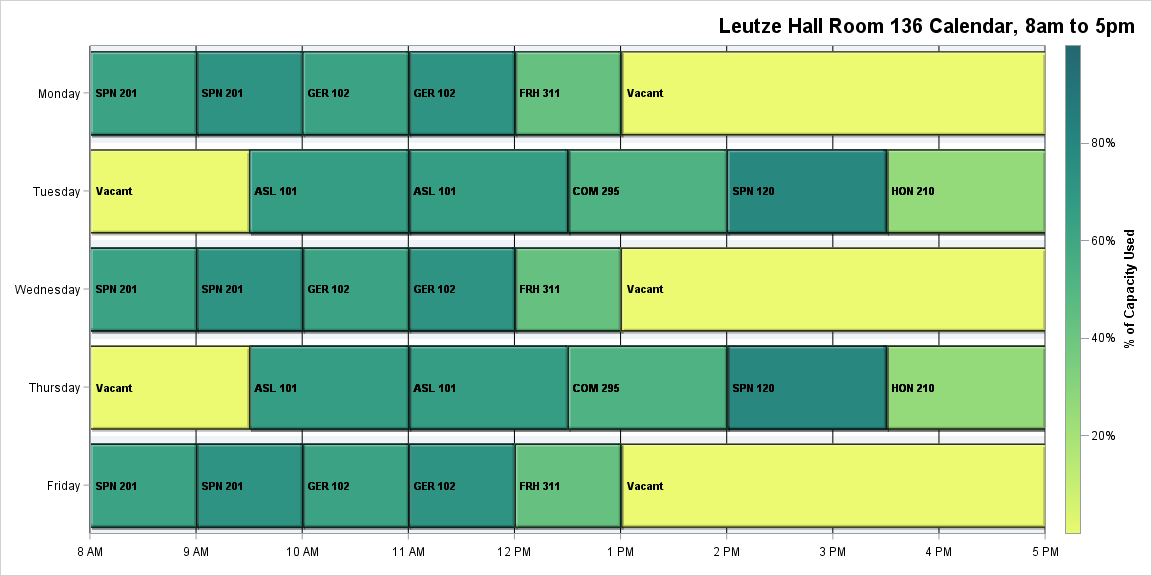 Leutze Hall Room 136 Calendar, 8am to 5pm
Monday
SPN 201
SPN 201
GER 102
GER 102
FRH 311
Vacant
Tuesday
Vacant
ASL 101
ASL 101
COM 295
SPN 120
HON 210
Wednesday
SPN 201
SPN 201
GER 102
GER 102
FRH 311
Vacant
Thursday
Vacant
ASL 101
ASL 101
COM 295
SPN 120
HON 210
Friday
SPN 201
SPN 201
GER 102
GER 102
FRH 311
Vacant
8 AM
9 AM
10 AM
11 AM
12 PM
1 PM
2 PM
3 PM
4 PM
5 PM
80%
60%
40%
20%
% of Capacity Used